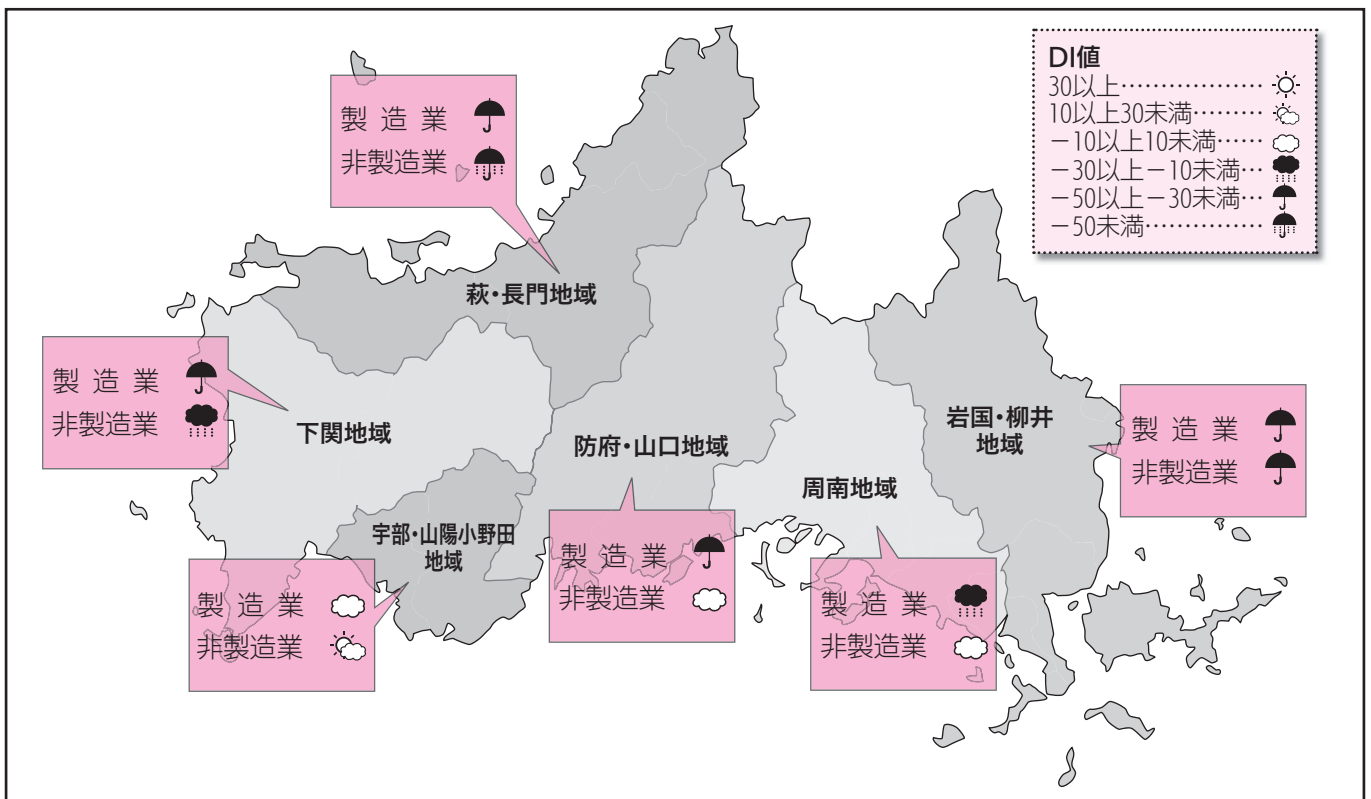 DI値
30以上………………
10以上30未満………
－10以上10未満……
－30以上－10未満…
－50以上－30未満…
－50未満……………
製造業
非製造業
萩・長門地域
製造業
非製造業
下関地域
防府・山口地域
岩国・柳井
地域
製造業
非製造業
周南地域
宇部・山陽小野田
地域
製造業
非製造業
製造業
非製造業
製造業
非製造業